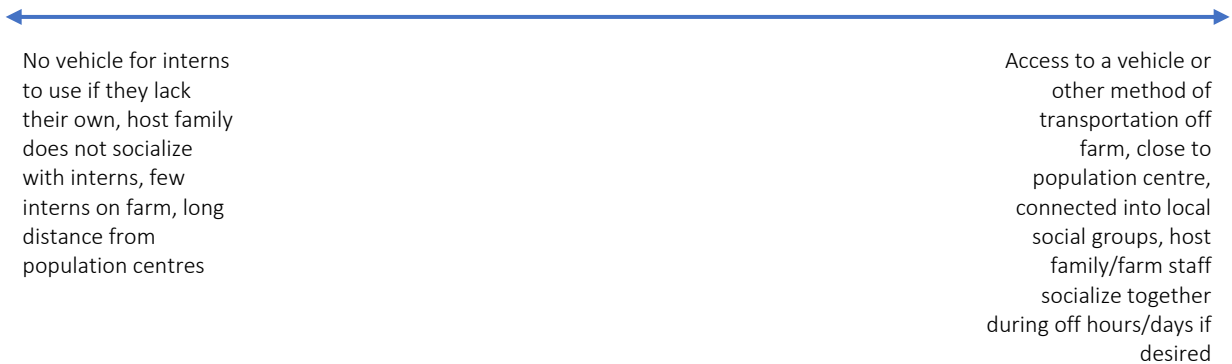 No vehicle for interns
to use if they lack
their own, host family
does not socialize
with interns, few
interns on farm, long
distance from
population centres
Access to a vehicle or
other method of
transportation off
farm, close to
population centre,
connected into local
social groups, host
family/farm staff
socialize together
during off hours/days if
desired